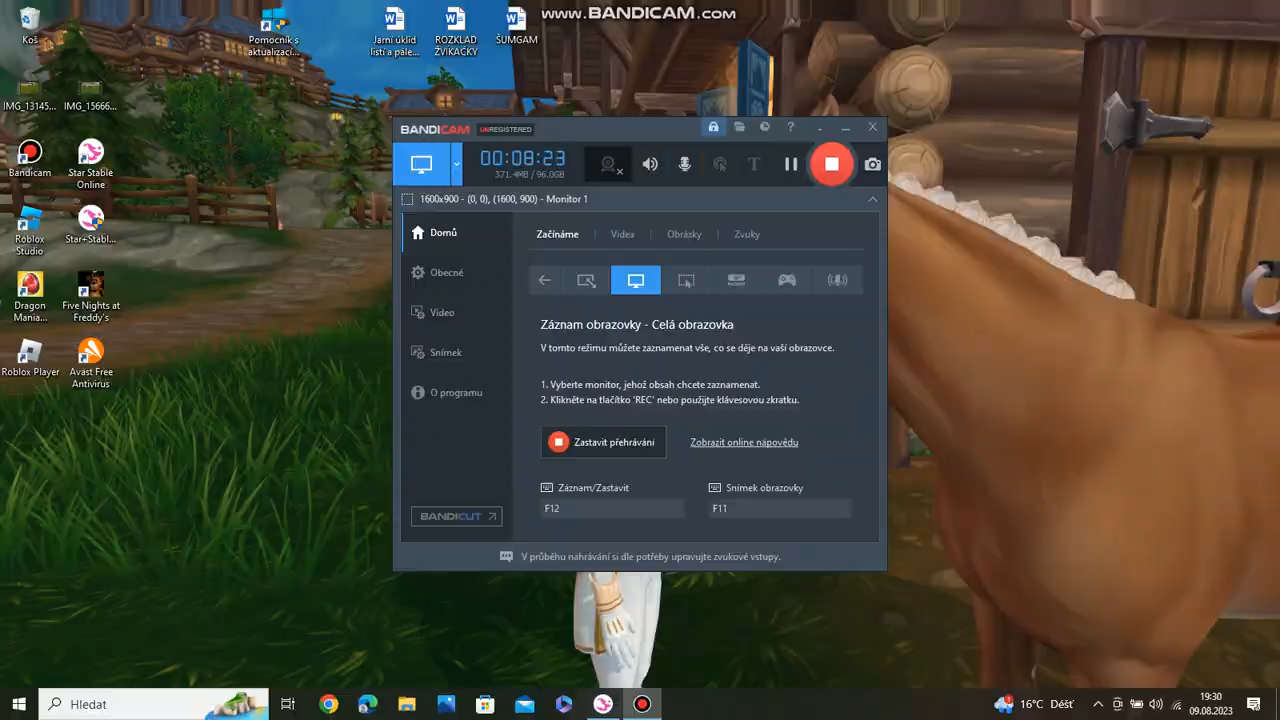 www.BANDICAM.com
Koš
Pomocník s
aktualizací...
Jarní úklid
listí a pále...
ROZKLAD
ŽVIKAČKY
ŠUMGAM
IMG_13145...
IMG_15666...
Bandicam
Star Stable
Online
Roblox
Studio
Star+Stabl...
Dragon
Mania...
Five Nights at
Freddy's
Roblox Player
Avast Free
Antivirus
BANDICAM UNREGISTERED
00:08:23
371.4MB / 96.0GB
1600x900 - (0, 0), (1600, 900) - Monitor 1
Domů
Obecné
Video
Snímek
O programu
BANDICUT
Začínáme
Videa
Obrázky
Zvuky
Záznam obrazovky - Celá obrazovka
V tomto režimu můžete zaznamenat vše, co se děje na vaší obrazovce.
1. Vyberte monitor, jehož obsah chcete zaznamenat.
2. Klikněte na tlačítko 'REC' nebo použijte klávesovou zkratku.
Zastavit přehrávání
Zobrazit online nápovědu
Záznam/Zastavit
Snímek obrazovky
F12
F11
V průběhu nahrávání si dle potřeby upravujte zvukové vstupy.
Hledat
16°C Déšť
19:30
09.08.2023